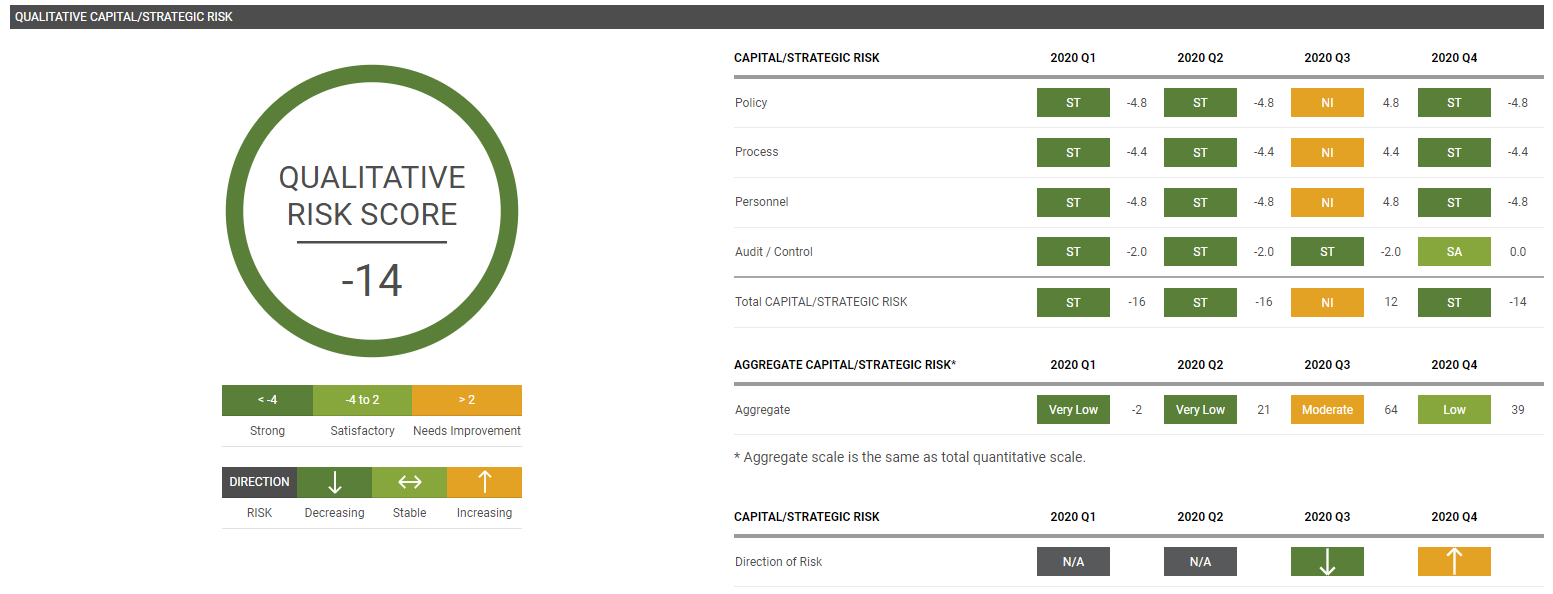 QUALITATIVE CAPITAL/STRATEGIC RISK
QUALITATIVE
RISK SCORE
-14
< -4 -4 to 2 > 2
Strong Satisfactory Needs Improvement
DIRECTION ↓ ↔ ↑
RISK Decreasing Stable Increasing
CAPITAL/STRATEGIC RISK 2020 Q1 2020 Q2 2020 Q3 2020 Q4
Policy ST -4.8 ST -4.8 NI 4.8 ST -4.8
Process ST -4.4 ST -4.4 NI 4.4 ST -4.4
Personnel ST -4.8 ST -4.8 NI 4.8 ST -4.8
Audit / Control ST -2.0 ST -2.0 ST -2.0 SA 0.0
Total CAPITAL/STRATEGIC RISK ST -16 ST -16 NI 12 ST -14
AGGREGATE CAPITAL/STRATEGIC RISK* 2020 Q1 2020 Q2 2020 Q3 2020 Q4
Aggregate Very Low -2 Very Low 21 Moderate 64 Low 39
* Aggregate scale is the same as total quantitative scale.
CAPITAL/STRATEGIC RISK 2020 Q1 2020 Q2 2020 Q3 2020 Q4
Direction of Risk N/A N/A ↓ ↑